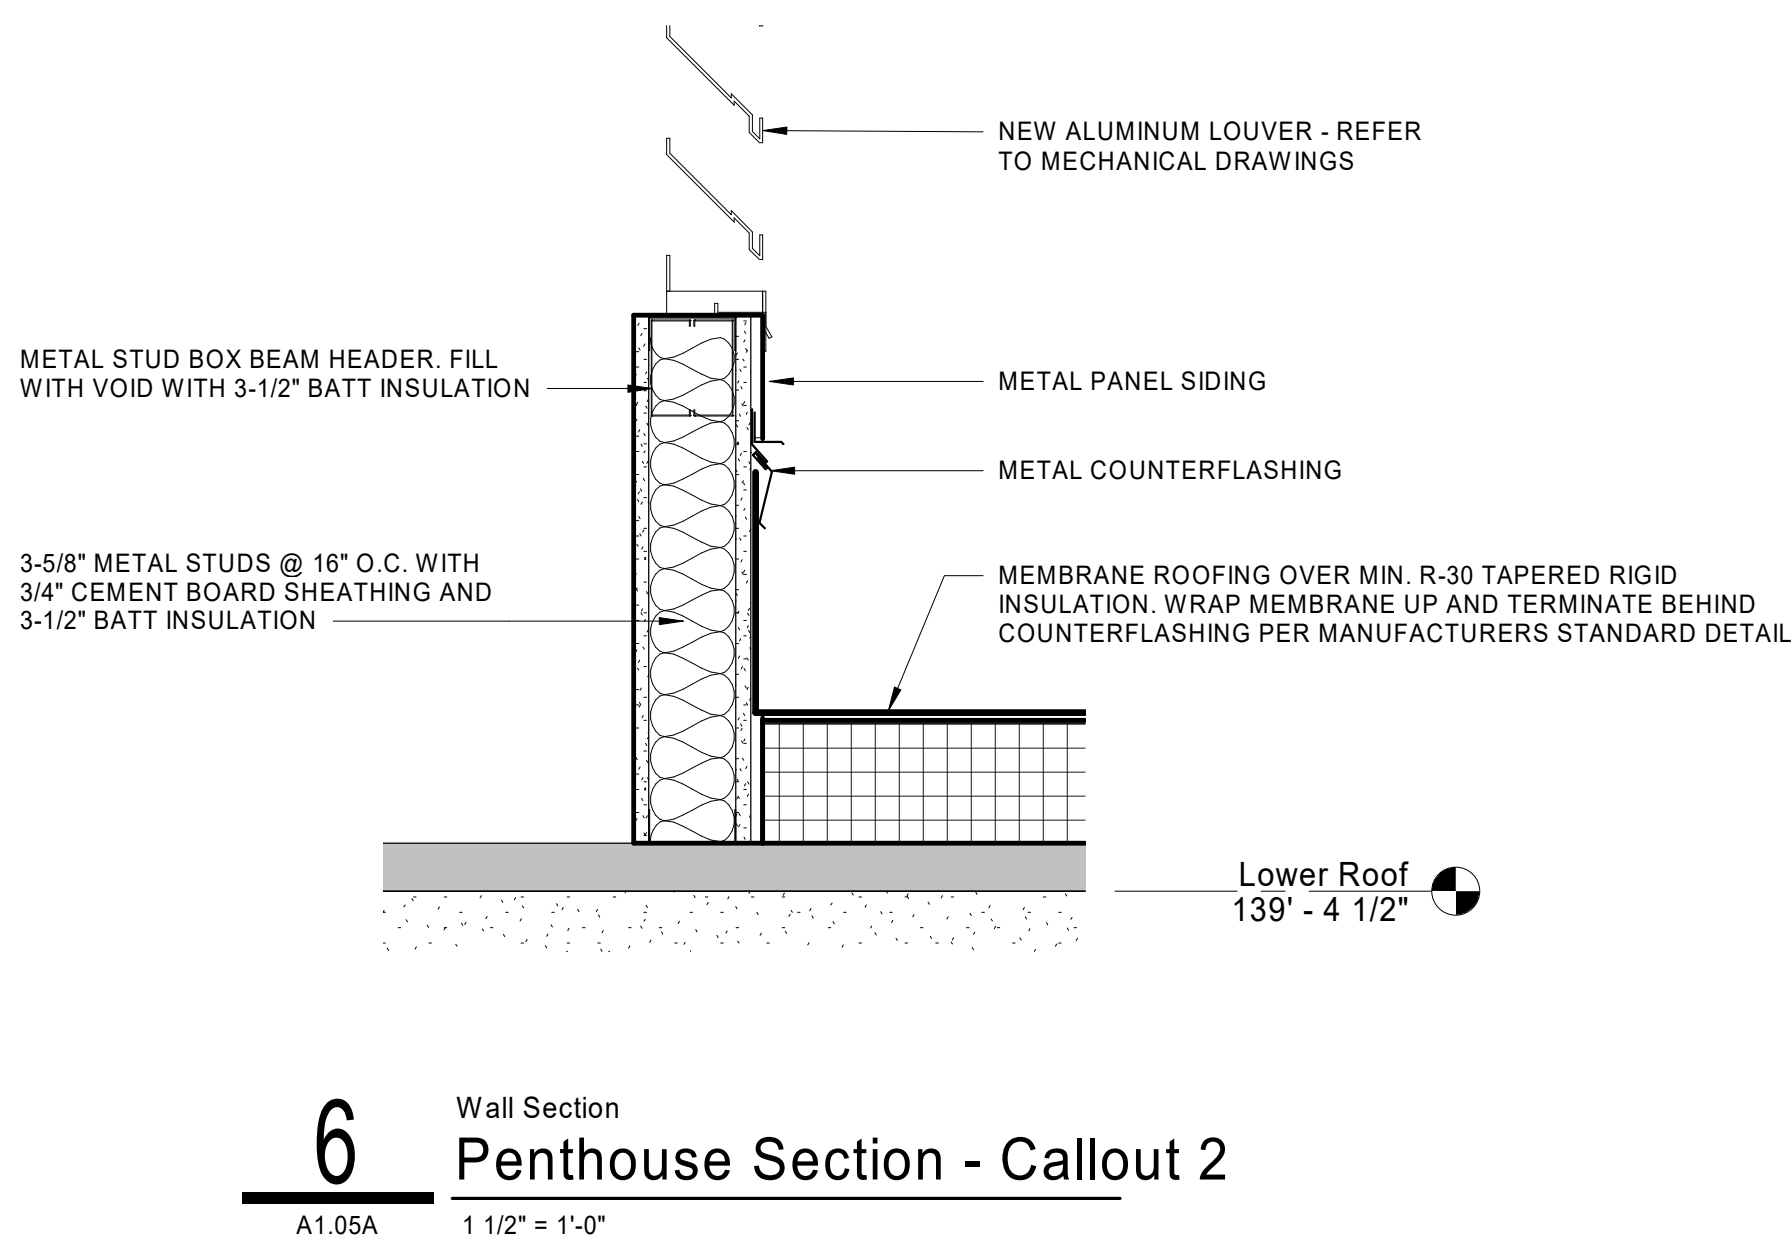 NEW ALUMINUM LOUVER - REFER
TO MECHANICAL DRAWINGS
METAL STUD BOX BEAM HEADER. FILL
WITH VOID WITH 3-1/2" BATT INSULATION
METAL PANEL SIDING
METAL COUNTERFLASHING
3-5/8" METAL STUDS @ 16" O.C. WITH
3/4" CEMENT BOARD SHEATHING AND
3-1/2" BATT INSULATION
MEMBRANE ROOFING OVER MIN. R-30 TAPERED RIGID
INSULATION. WRAP MEMBRANE UP AND TERMINATE BEHIND
COUNTERFLASHING PER MANUFACTURERS STANDARD DETAIL
Lower Roof
139' - 4 1/2"
6
Wall Section
Penthouse Section - Callout 2
A1.05A
1 1/2" = 1'-0"